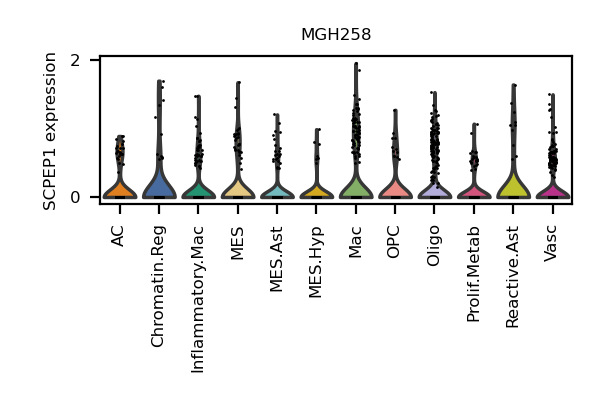 MGH258
SCPEP1 expression
2
0
AC
Chromatin.Reg
Inflammatory.Mac
MES
MES.Ast
MES.Hyp
Mac
OPC
Oligo
Prolif.Metab
Reactive.Ast
Vasc